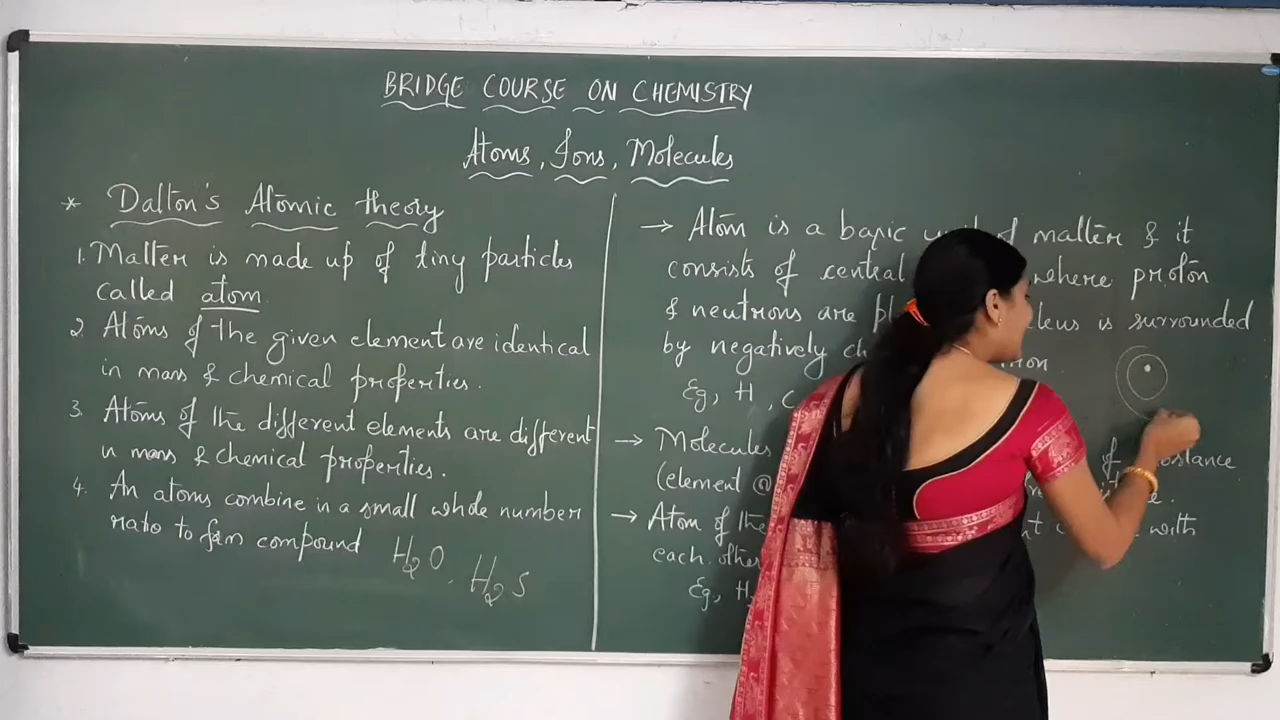 BRIDGE COURSE ON CHEMISTRY
Atoms, Ions, Molecules
* Dalton's Atomic theory
1. Matter is made up of tiny particles
called atom.
2. Atoms of the given element are identical
in mass & chemical properties.
3. Atoms of the different elements are different
in mass & chemical properties.
4. An atoms combine in a small whole number
ratio to form compound H2O, H2S
→ Atom is a basic of matter & it
consists of central where proton
& neutrons are is surrounded
by negatively
Eg, H, C
→ Molecules of
(element @
→ Atom of the with
each other
Eg, H